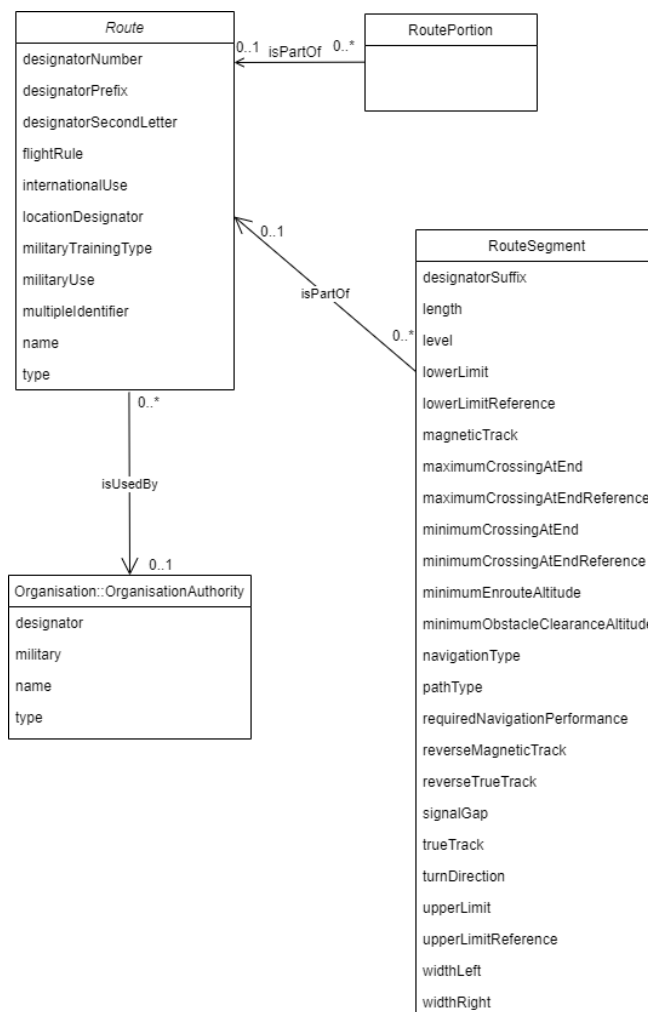 Route
designatorNumber
designatorPrefix
designatorSecondLetter
flightRule
internationalUse
locationDesignator
militaryTrainingType
militaryUse
multipleIdentifier
name
type
0..1 isPartOf 0..*
RoutePortion
0..1
isPartOf
0..*
RouteSegment
designatorSuffix
length
level
lowerLimit
lowerLimitReference
magneticTrack
maximumCrossingAtEnd
maximumCrossingAtEndReference
minimumCrossingAtEnd
minimumCrossingAtEndReference
minimumEnrouteAltitude
minimumObstacleClearanceAltitude
navigationType
pathType
requiredNavigationPerformance
reverseMagneticTrack
reverseTrueTrack
signalGap
trueTrack
turnDirection
upperLimit
upperLimitReference
widthLeft
widthRight
0..*
isUsedBy
0..1
Organisation::OrganisationAuthority
designator
military
name
type